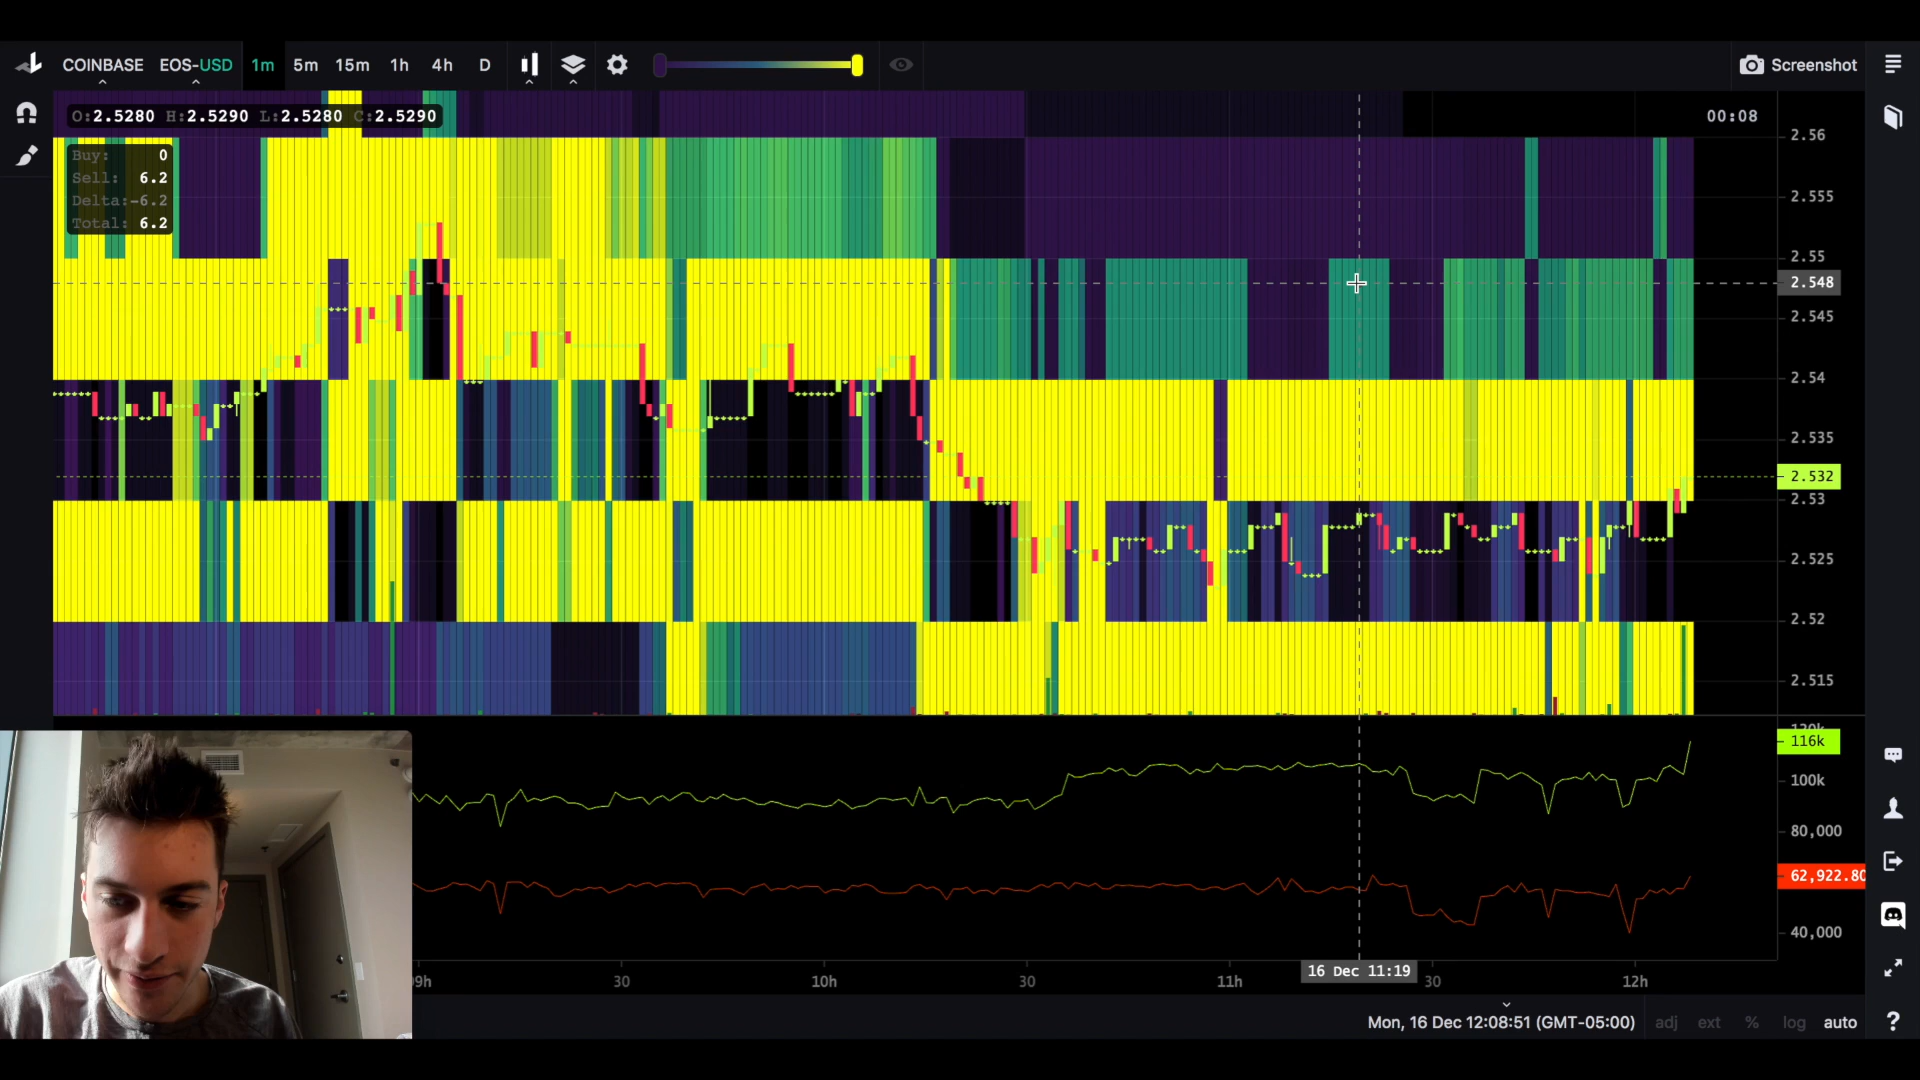 COINBASE EOS-USD 1m 5m 15m 1h 4h D Screenshot
O:2.5280 H:2.5290 L:2.5280 C:2.5290
00:08
Buy: 0
Sell: 6.2
Delta:-6.2
Total: 6.2
2.56
2.555
2.55
2.548
2.545
2.54
2.535
2.532
2.53
2.525
2.52
2.515
116k
100k
80,000
62,922.80
40,000
30 10h 30 11h 16 Dec 11:19 30 12h
Mon, 16 Dec 12:08:51 (GMT-05:00) adj ext % log auto